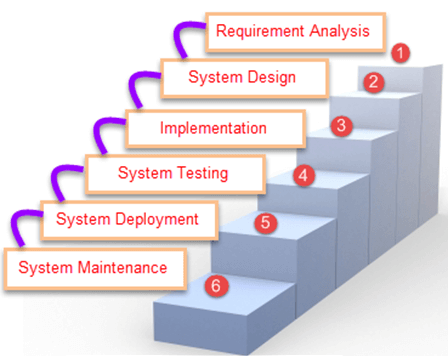 Requirement Analysis
1
System Design
2
Implementation
3
System Testing
4
System Deployment
5
System Maintenance
6